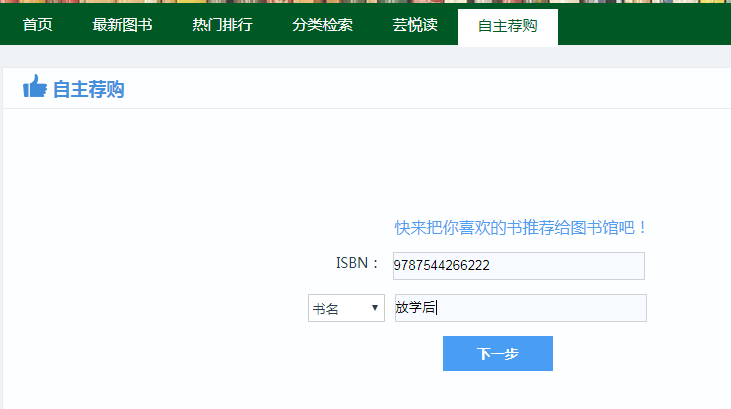 首页 最新图书 热门排行 分类检索 芸悦读 自主荐购
自主荐购
快来把你喜欢的书推荐给图书馆吧！
ISBN： 9787544266222
书名 放学后
下一步